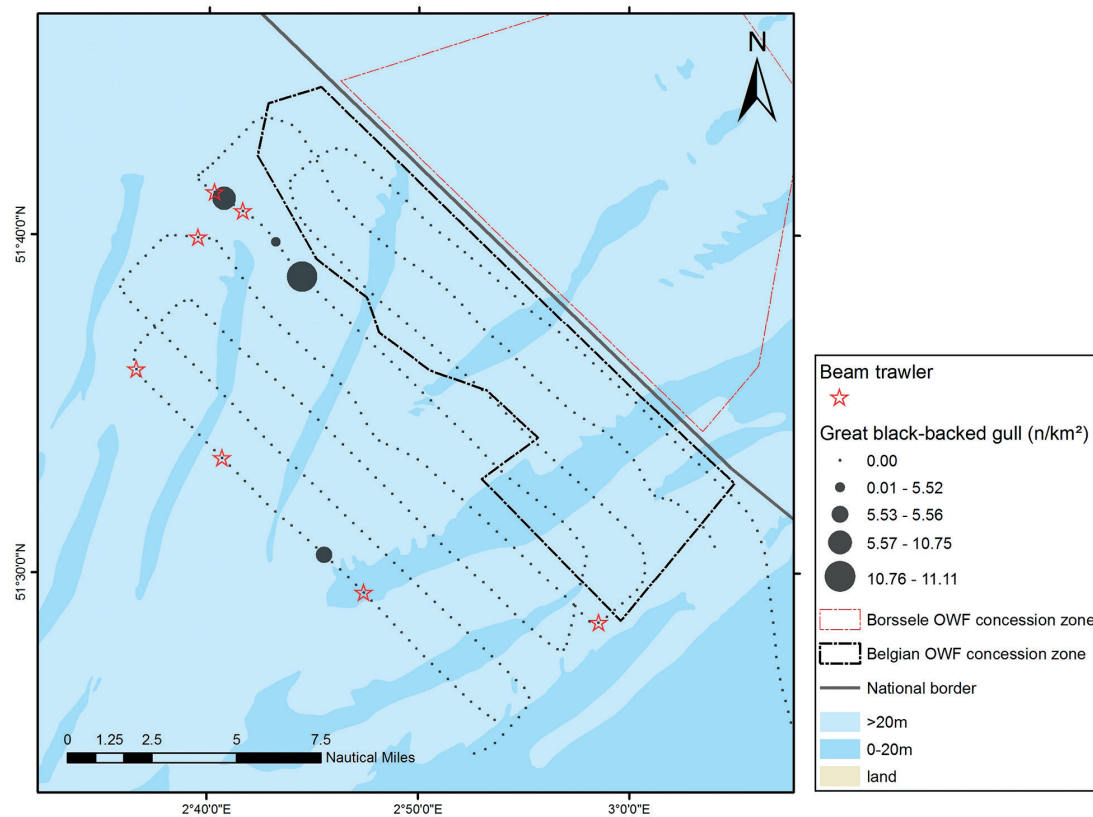 N
51°40'0"N
51°30'0"N
2°40'0"E
2°50'0"E
3°0'0"E
0 1.25 2.5 5 7.5
Nautical Miles
Beam trawler
Great black-backed gull (n/km²)
0.00
0.01 - 5.52
5.53 - 5.56
5.57 - 10.75
10.76 - 11.11
Borssele OWF concession zone
Belgian OWF concession zone
National border
>20m
0-20m
land